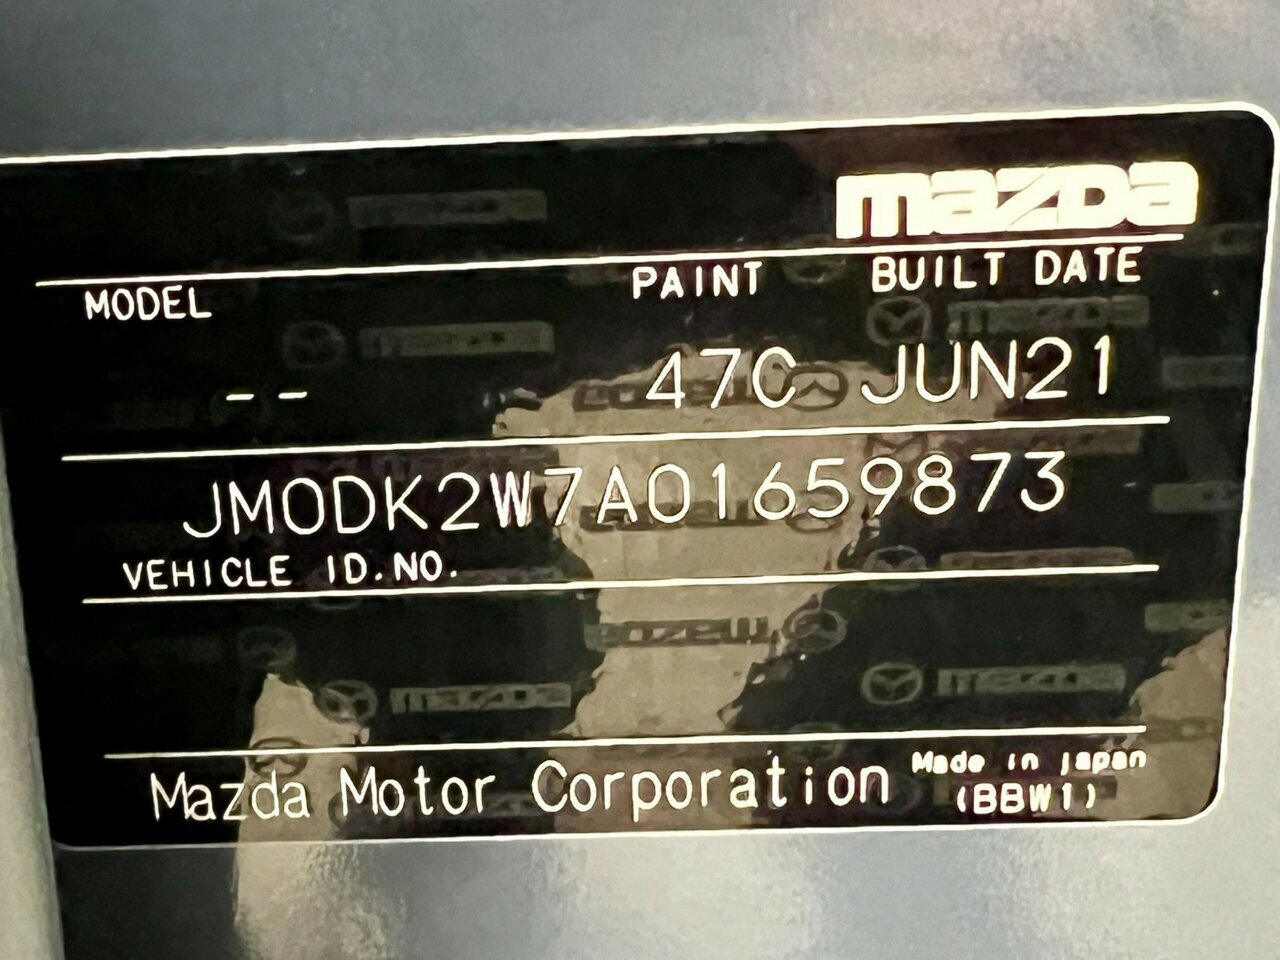 mazda
MODEL PAINT BUILT DATE
-- 47C JUN21
JM0DK2W7A01659873
VEHICLE ID.NO.
Mazda Motor Corporation Made in Japan
(BBW1)